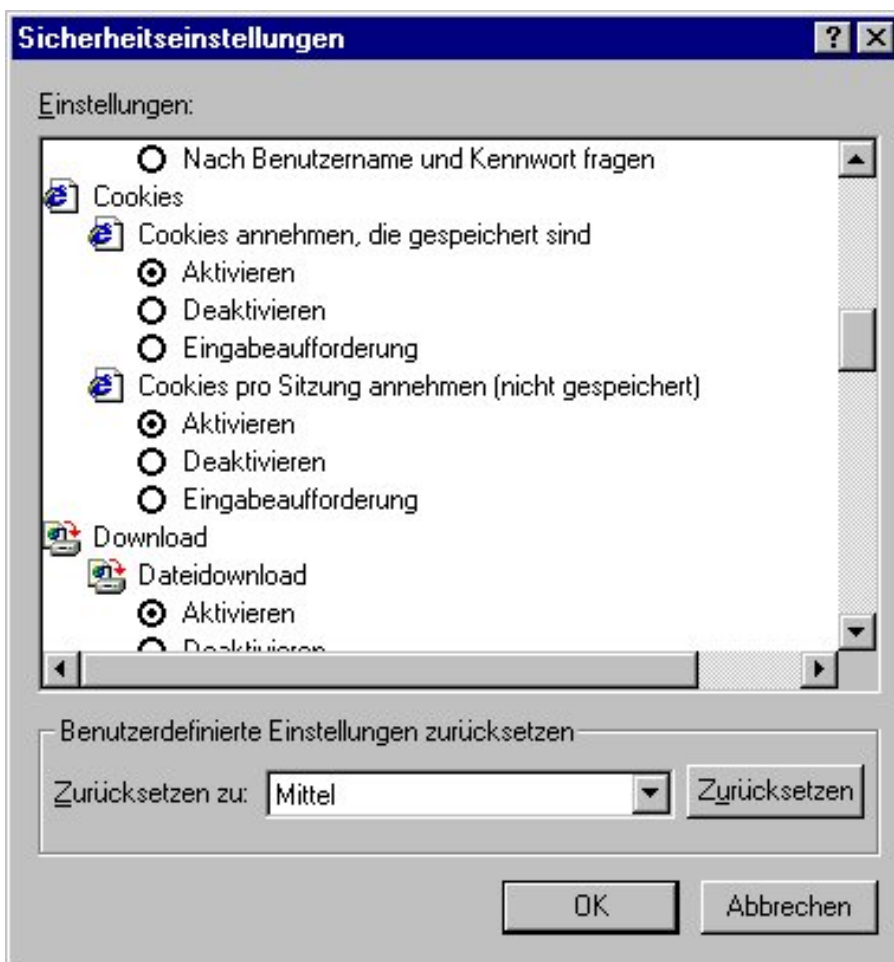 Sicherheitseinstellungen
Einstellungen:
Nach Benutzername und Kennwort fragen
Cookies
Cookies annehmen, die gespeichert sind
Aktivieren
Deaktivieren
Eingabeaufforderung
Cookies pro Sitzung annehmen (nicht gespeichert)
Aktivieren
Deaktivieren
Eingabeaufforderung
Download
Dateidownload
Aktivieren
Deaktivieren
Benutzerdefinierte Einstellungen zurücksetzen
Zurücksetzen zu: Mittel Zurücksetzen
OK Abbrechen